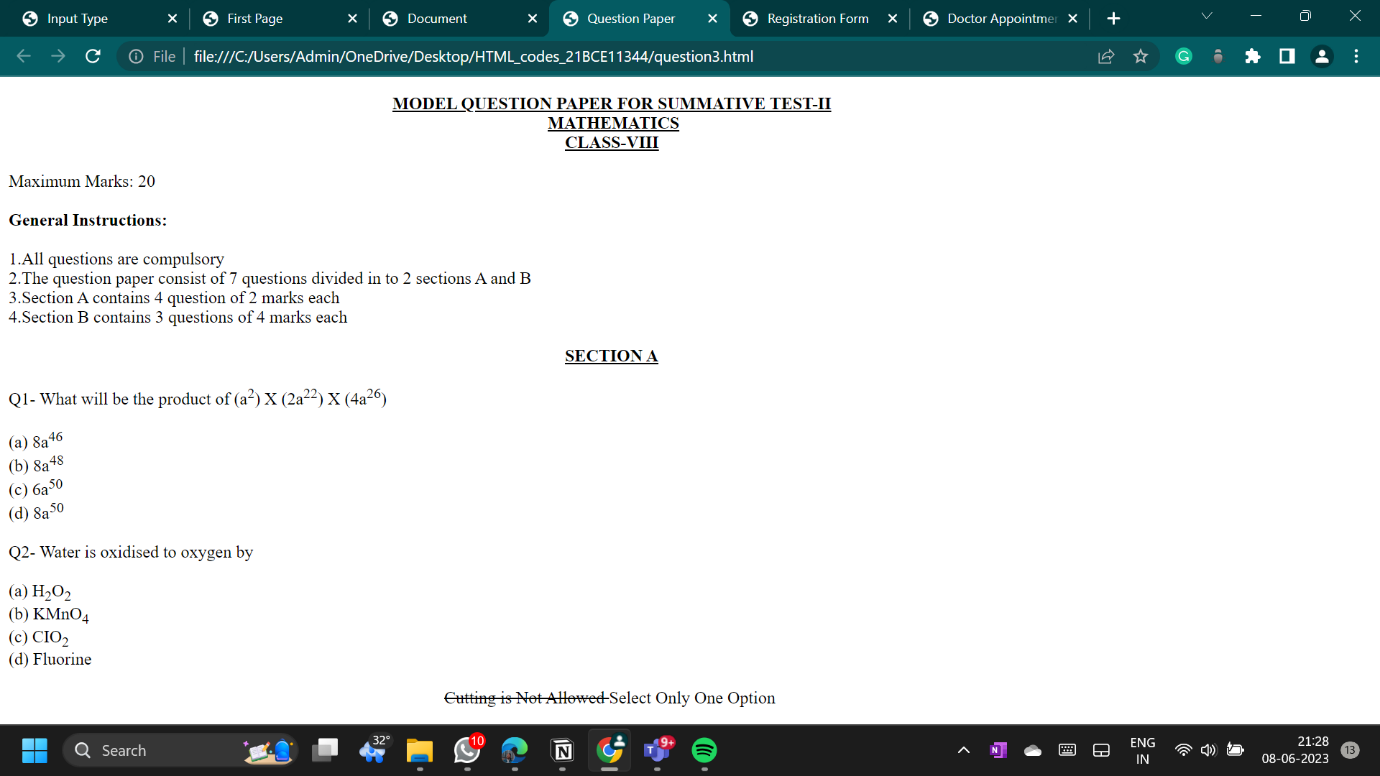 Input Type First Page Document Question Paper Registration Form Doctor Appointmen
File file:///C:/Users/Admin/OneDrive/Desktop/HTML_codes_21BCE11344/question3.html
MODEL QUESTION PAPER FOR SUMMATIVE TEST-II
MATHEMATICS
CLASS-VIII
Maximum Marks: 20
General Instructions:
1.All questions are compulsory
2.The question paper consist of 7 questions divided in to 2 sections A and B
3.Section A contains 4 question of 2 marks each
4.Section B contains 3 questions of 4 marks each
SECTION A
Q1- What will be the product of (a²) X (2a²²) X (4a²⁶)
(a) 8a⁴⁶
(b) 8a⁴⁸
(c) 6a⁵⁰
(d) 8a⁵⁰
Q2- Water is oxidised to oxygen by
(a) H₂O₂
(b) KMnO₄
(c) CIO₂
(d) Fluorine
Cutting is Not Allowed Select Only One Option
Search 32° 10 9+ ENG 21:28
IN 08-06-2023 13